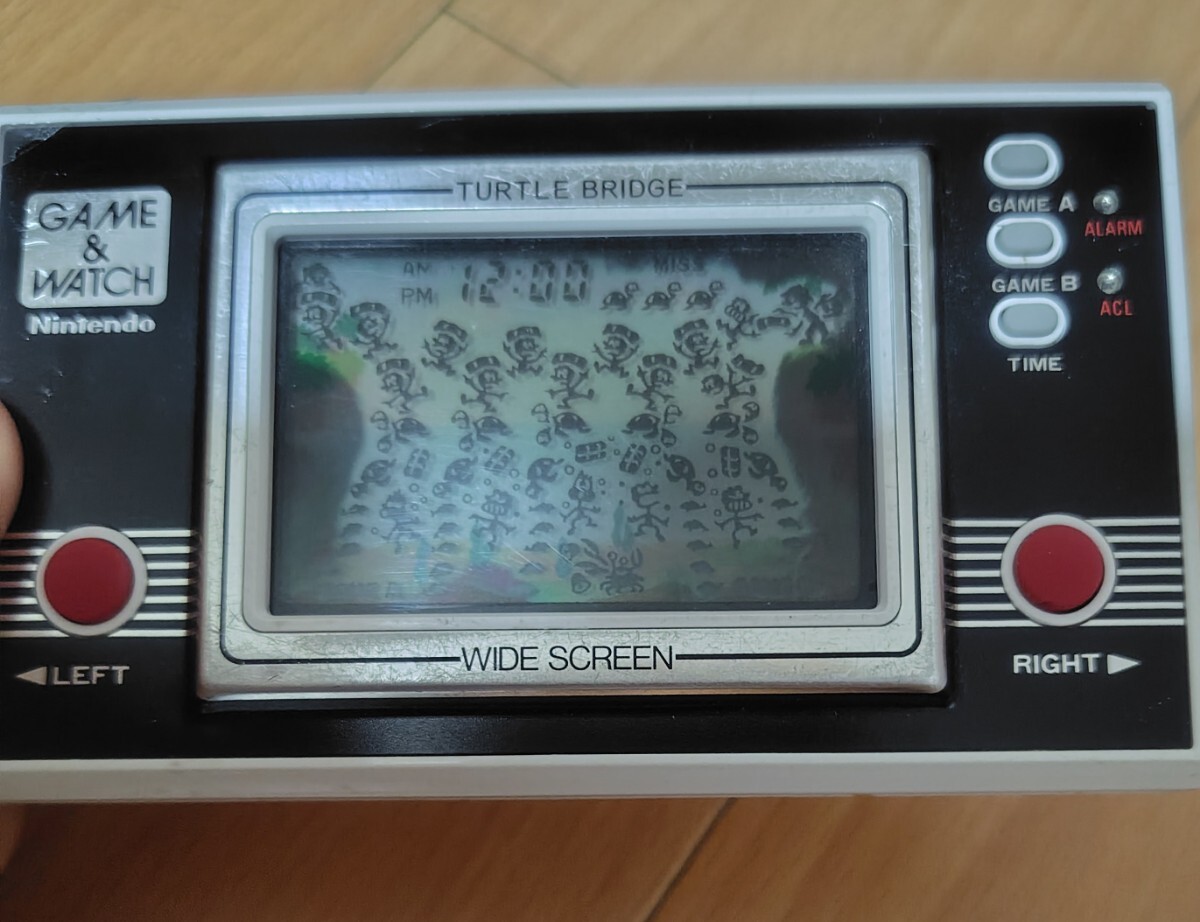 GAME
&
WATCH
Nintendo
TURTLE BRIDGE
AM
PM
12:00
MISS
GAME A
ALARM
GAME B
ACL
TIME
WIDE SCREEN
◀LEFT
RIGHT▶